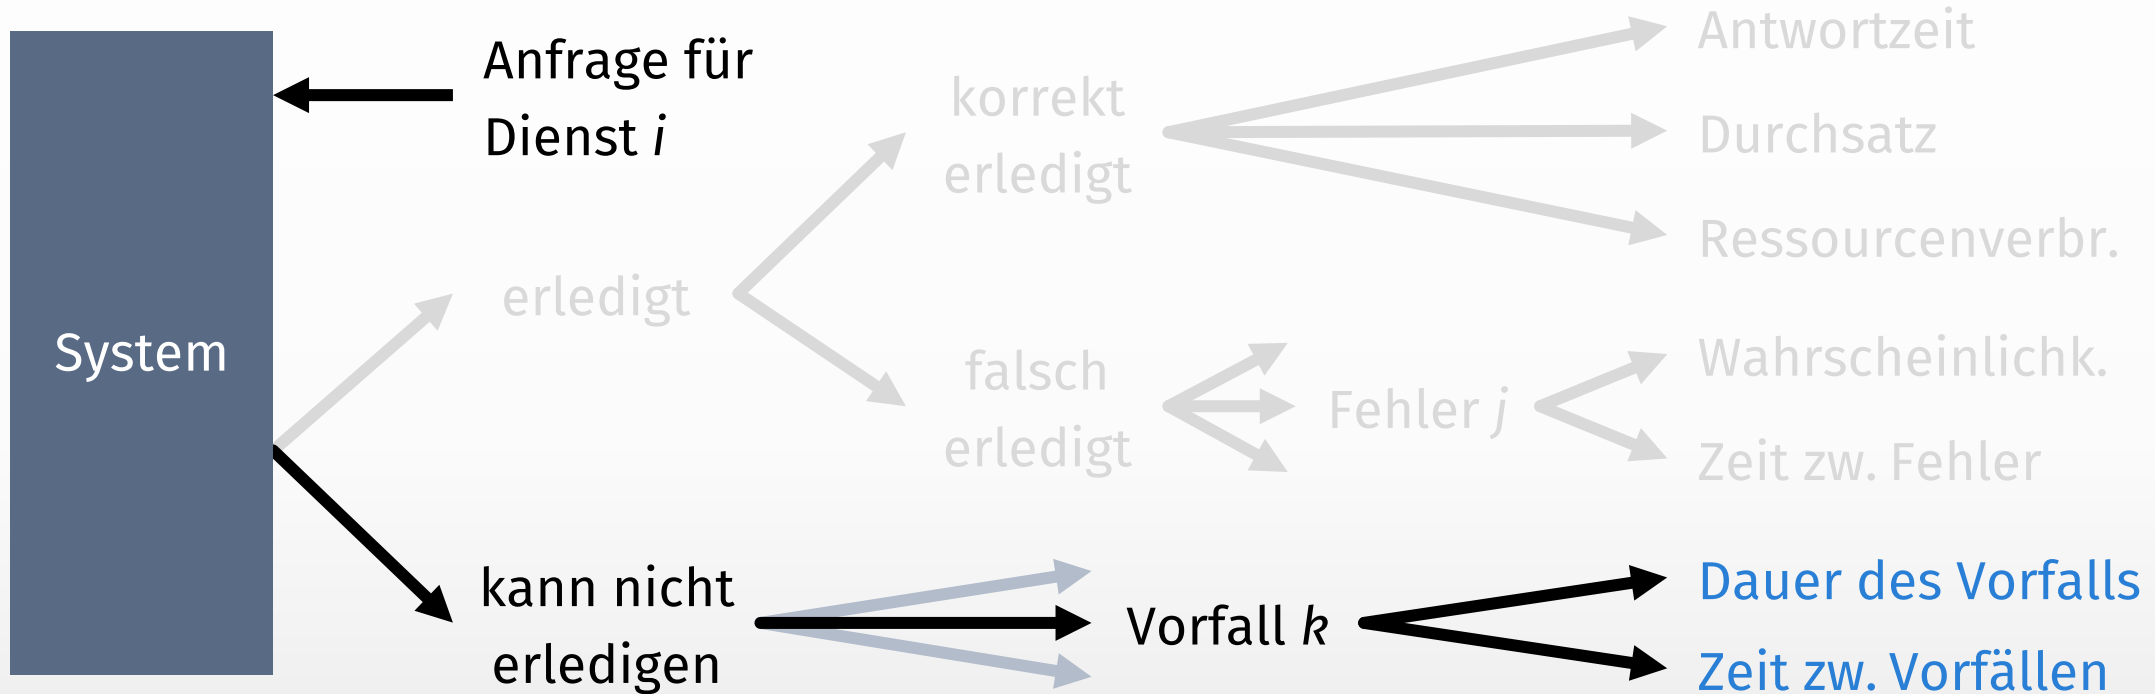 System
Anfrage für
Dienst i
erledigt
kann nicht
erledigen
korrekt
erledigt
falsch
erledigt
Fehler j
Vorfall k
Antwortzeit
Durchsatz
Ressourcenverbr.
Wahrscheinlichk.
Zeit zw. Fehler
Dauer des Vorfalls
Zeit zw. Vorfällen